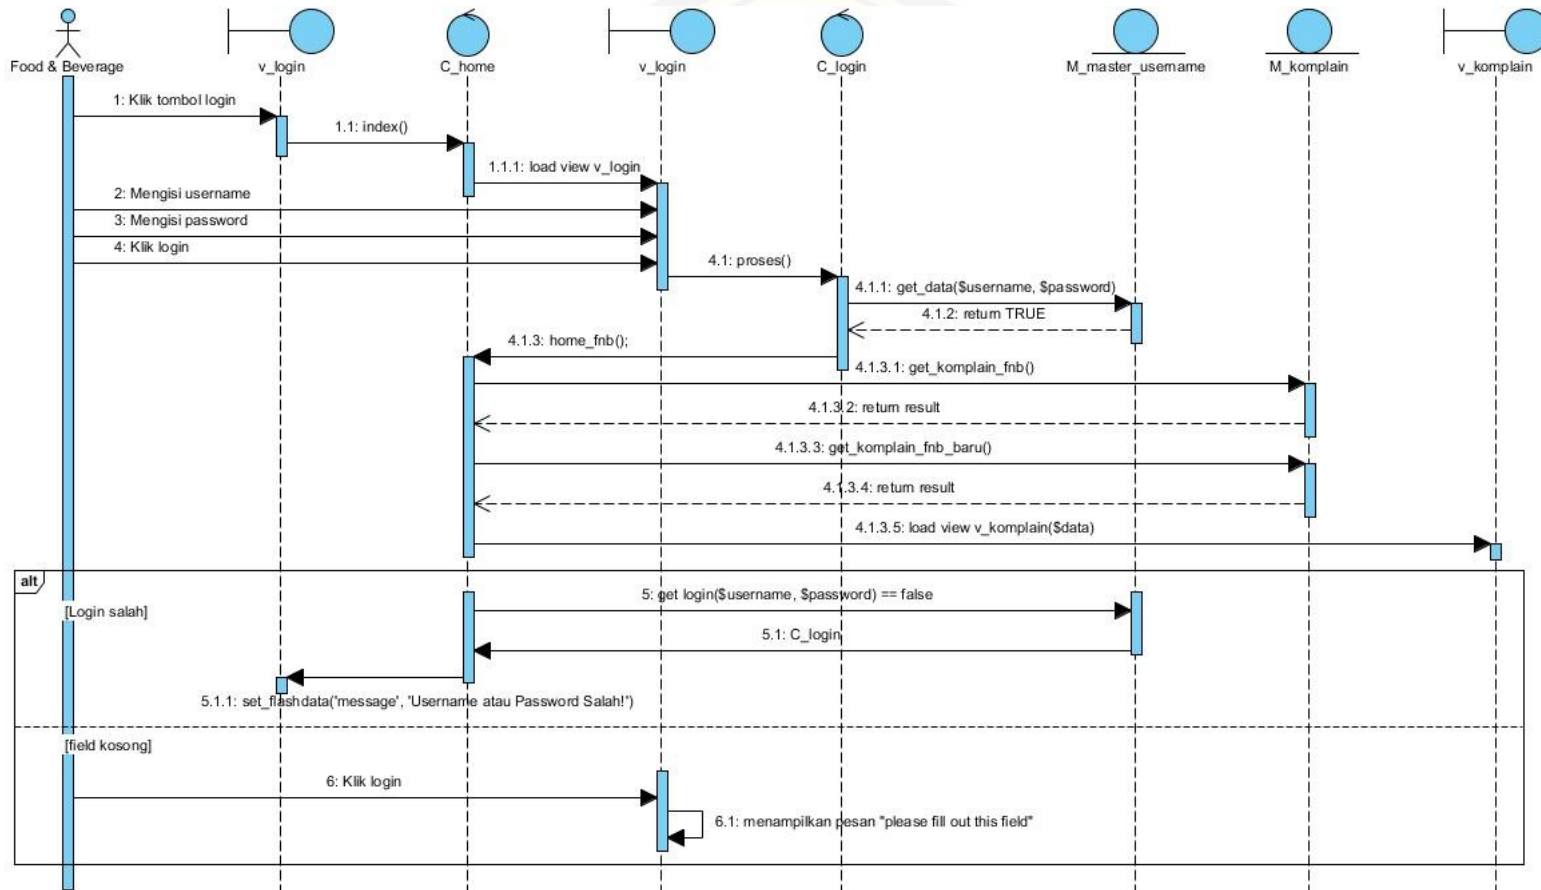 Food & Beverage
v_login
C_home
v_login
C_login
M_master_username
M_komplain
v_komplain
1: Klik tombol login
1.1: index()
1.1.1: load view v_login
2: Mengisi username
3: Mengisi password
4: Klik login
4.1: proses()
4.1.1: get_data($username, $password)
4.1.2: return TRUE
4.1.3: home_fnb();
4.1.3.1: get_komplain_fnb()
4.1.3.2: return result
4.1.3.3: get_komplain_fnb_baru()
4.1.3.4: return result
4.1.3.5: load view v_komplain($data)
alt
[Login salah]
5: get login($username, $password) == false
5.1: C_login
5.1.1: set_flashdata('message', 'Username atau Password Salah!')
[field kosong]
6: Klik login
6.1: menampilkan pesan "please fill out this field"